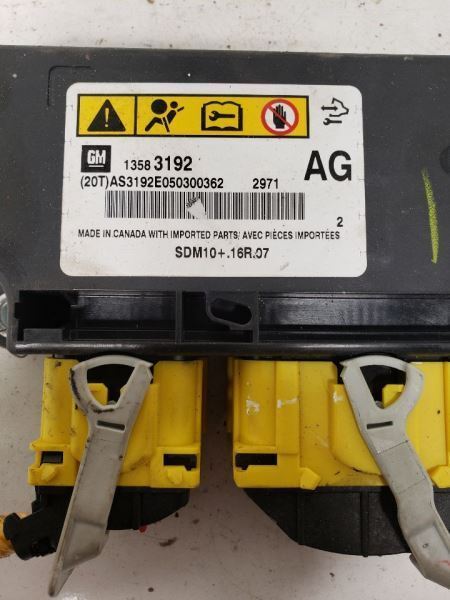 GM 1358 3192 AG
(20T)AS3192E050300362 2971
2
MADE IN CANADA WITH IMPORTED PARTS/AVEC PIÈCES IMPORTÉES
SDM10+.16R.07